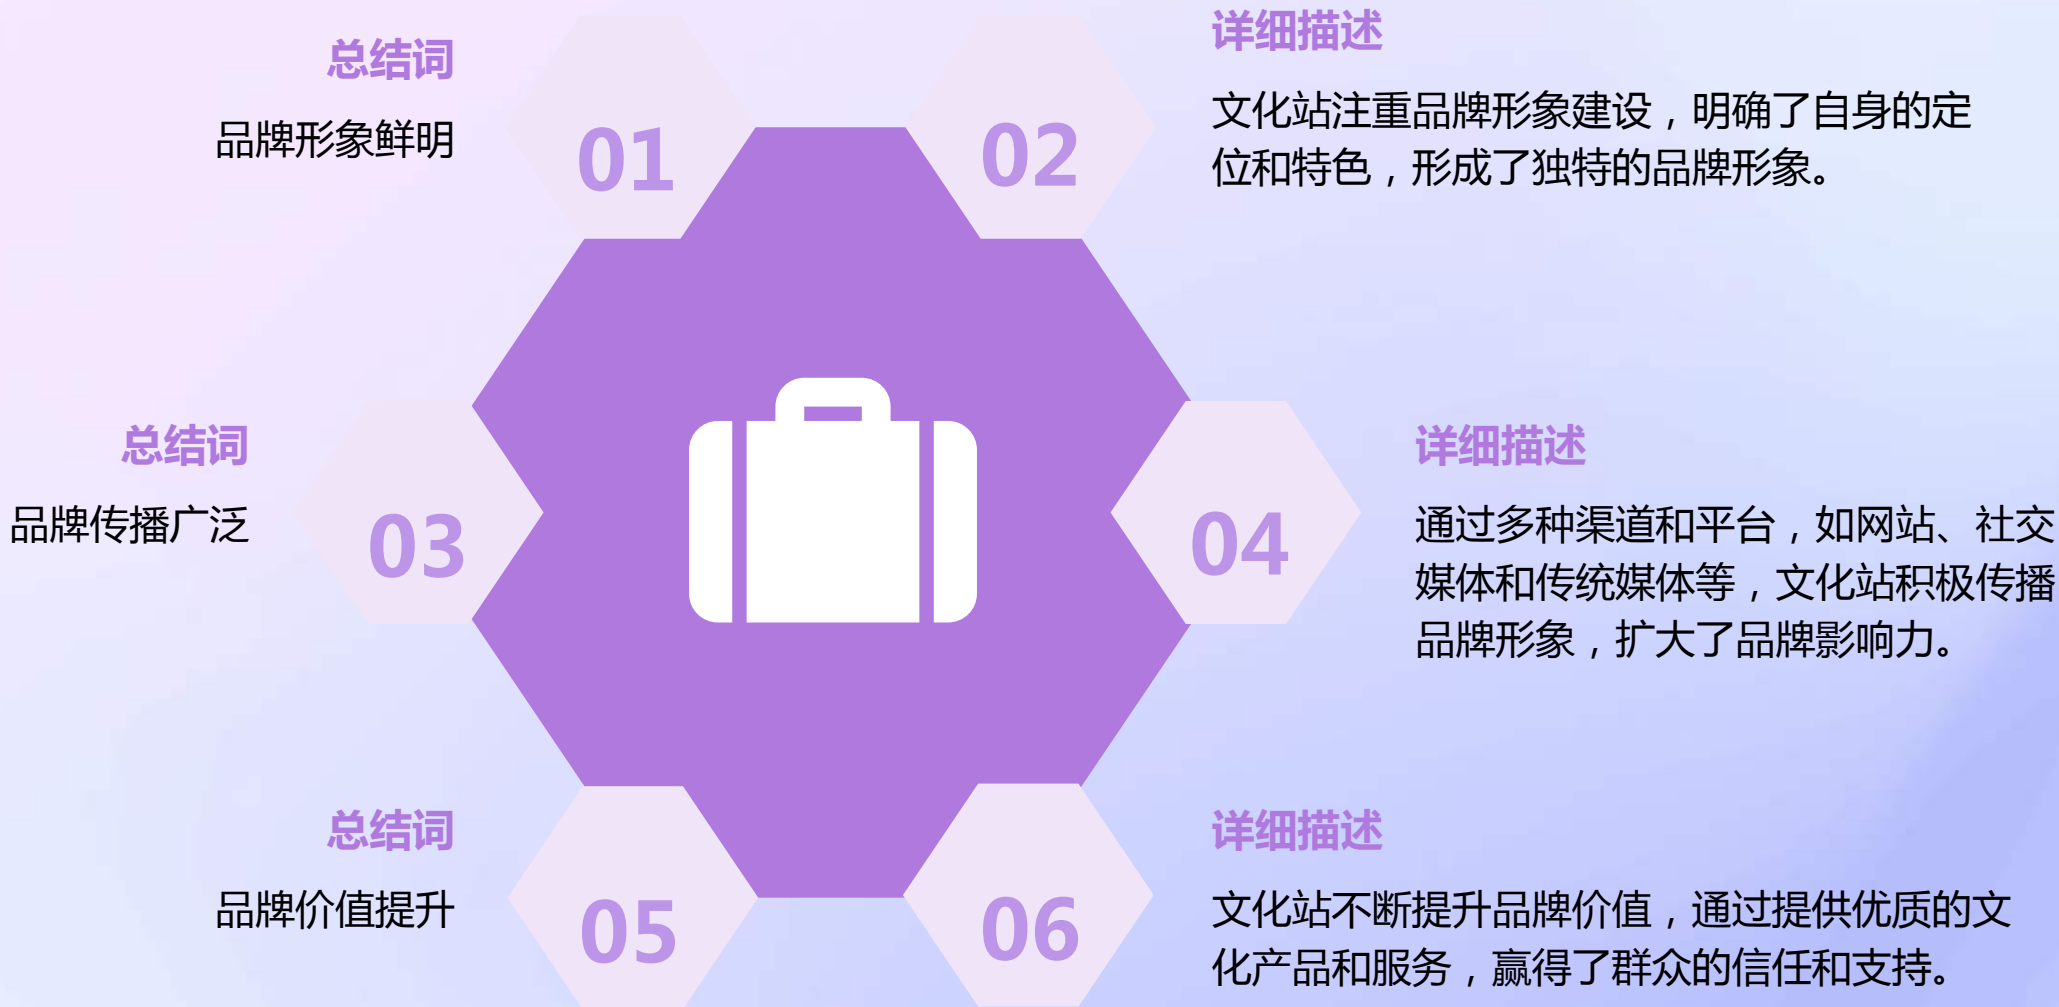 总结词
品牌形象鲜明
01
02
详细描述
文化站注重品牌形象建设，明确了自身的定
位和特色，形成了独特的品牌形象。
总结词
品牌传播广泛
03
04
详细描述
通过多种渠道和平台，如网站、社交
媒体和传统媒体等，文化站积极传播
品牌形象，扩大了品牌影响力。
总结词
品牌价值提升
05
06
详细描述
文化站不断提升品牌价值，通过提供优质的文
化产品和服务，赢得了群众的信任和支持。